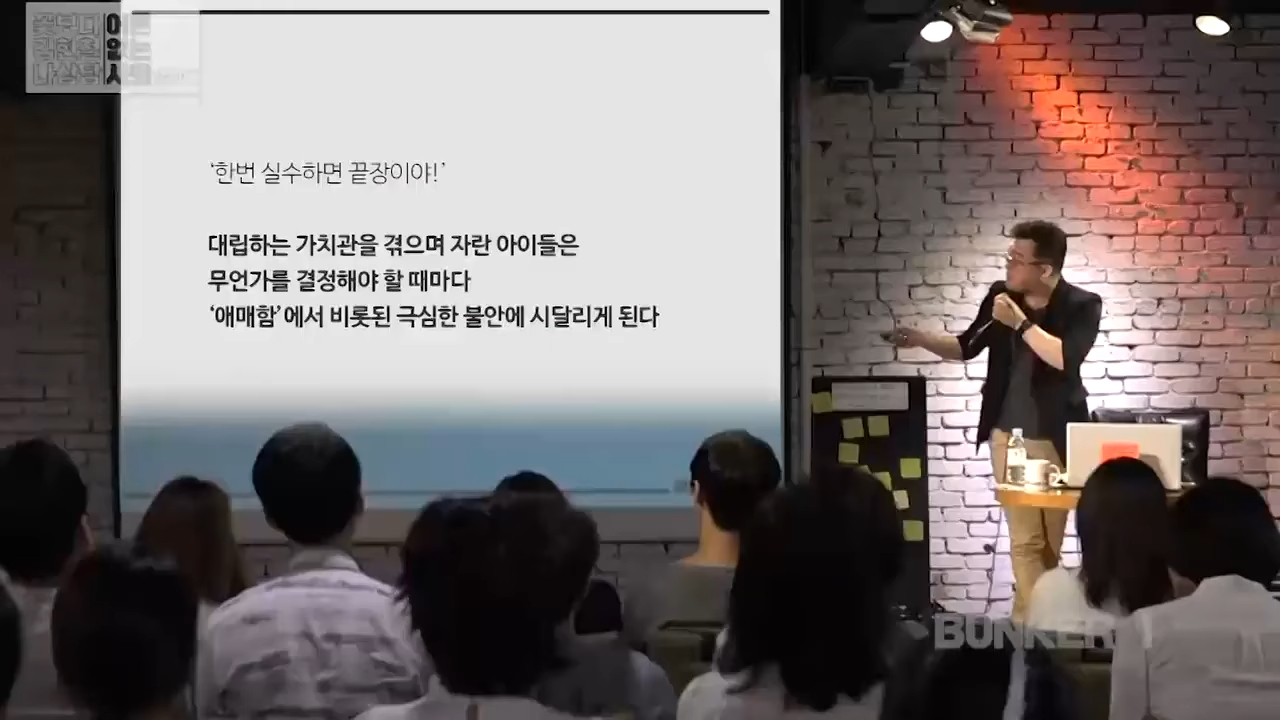 ‘한번 실수하면 끝장이야!’
대립하는 가치관을 겪으며 자란 아이들은
무언가를 결정해야 할 때마다
‘애매함’에서 비롯된 극심한 불안에 시달리게 된다
BUNKER1